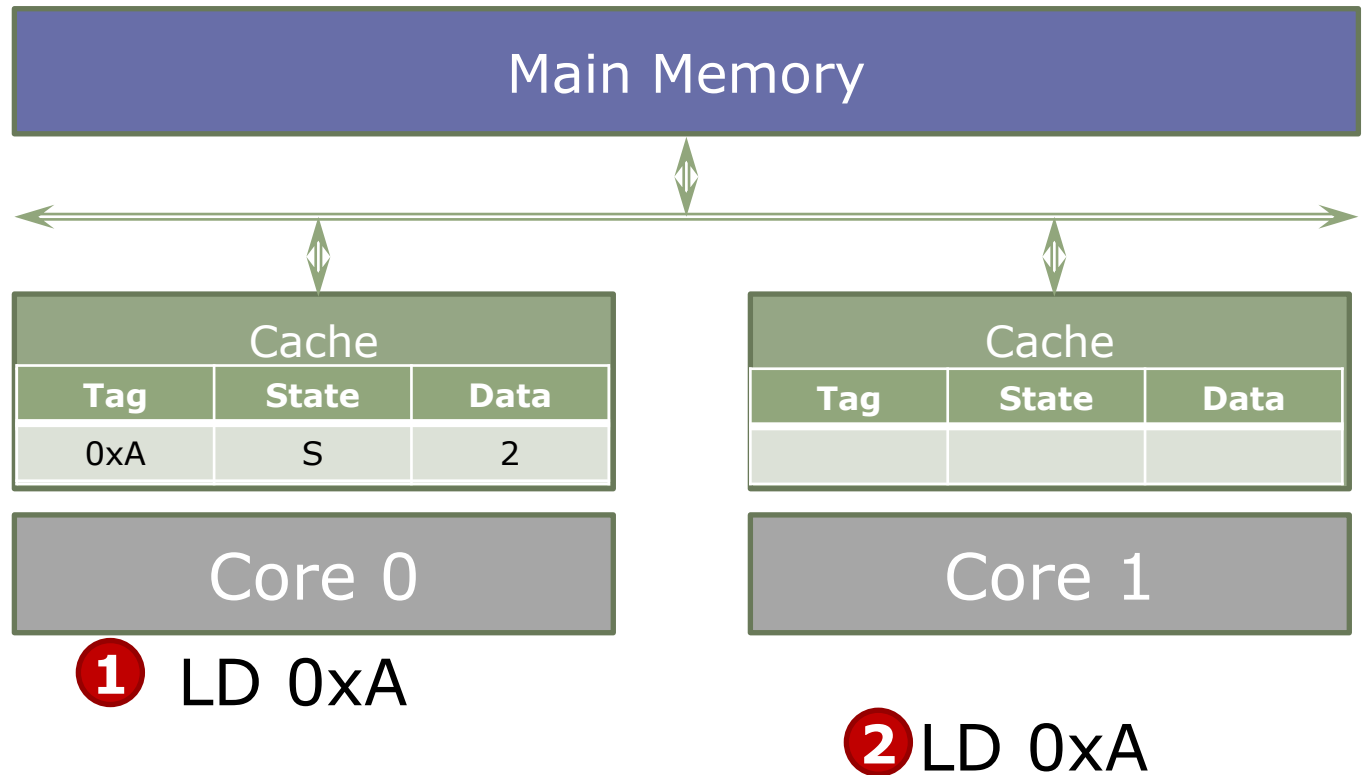 Main Memory
Cache
Tag State Data
0xA S 2
Core 0
1 LD 0xA
Cache
Tag State Data
Core 1
2 LD 0xA